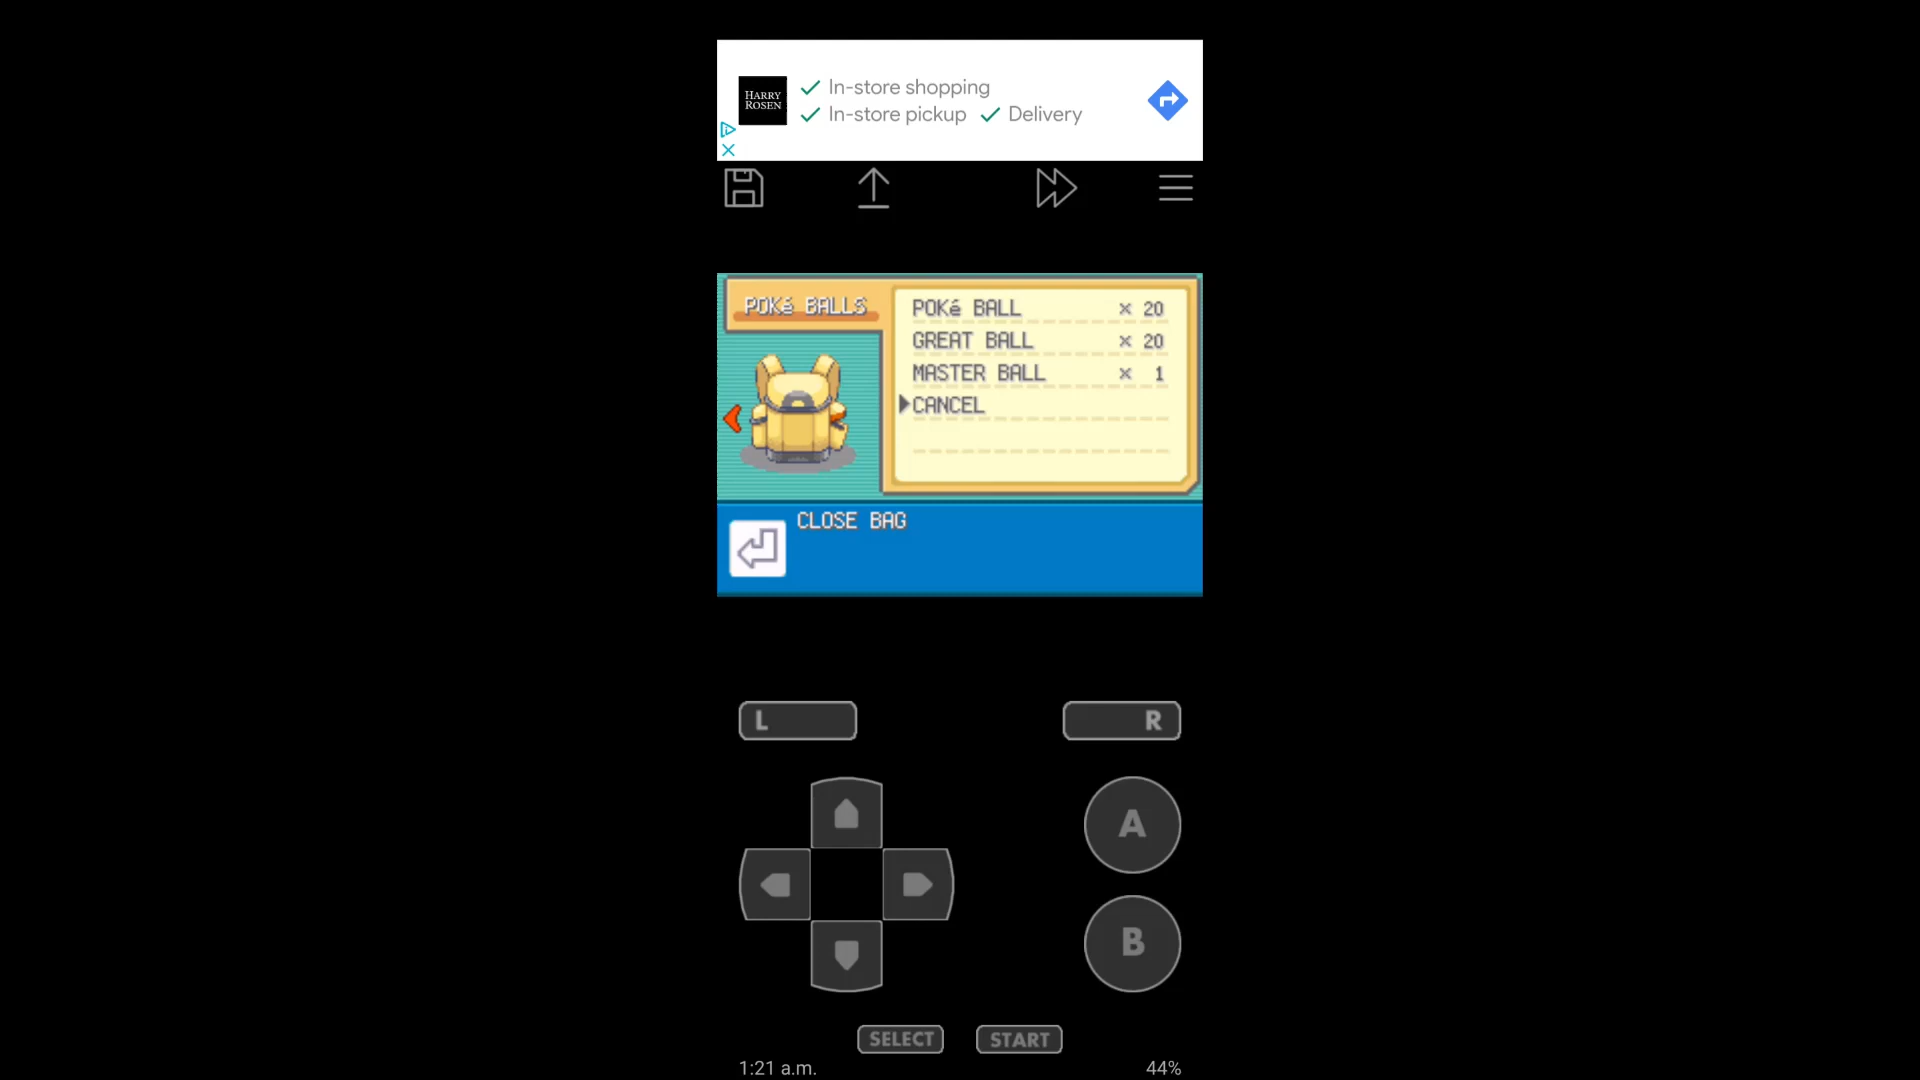 HARRY
ROSEN
In-store shopping
In-store pickup Delivery
POKé BALLS
POKé BALL × 20
GREAT BALL × 20
MASTER BALL × 1
CANCEL
CLOSE BAG
L R
A
B
SELECT START
1:21 a.m. 44%